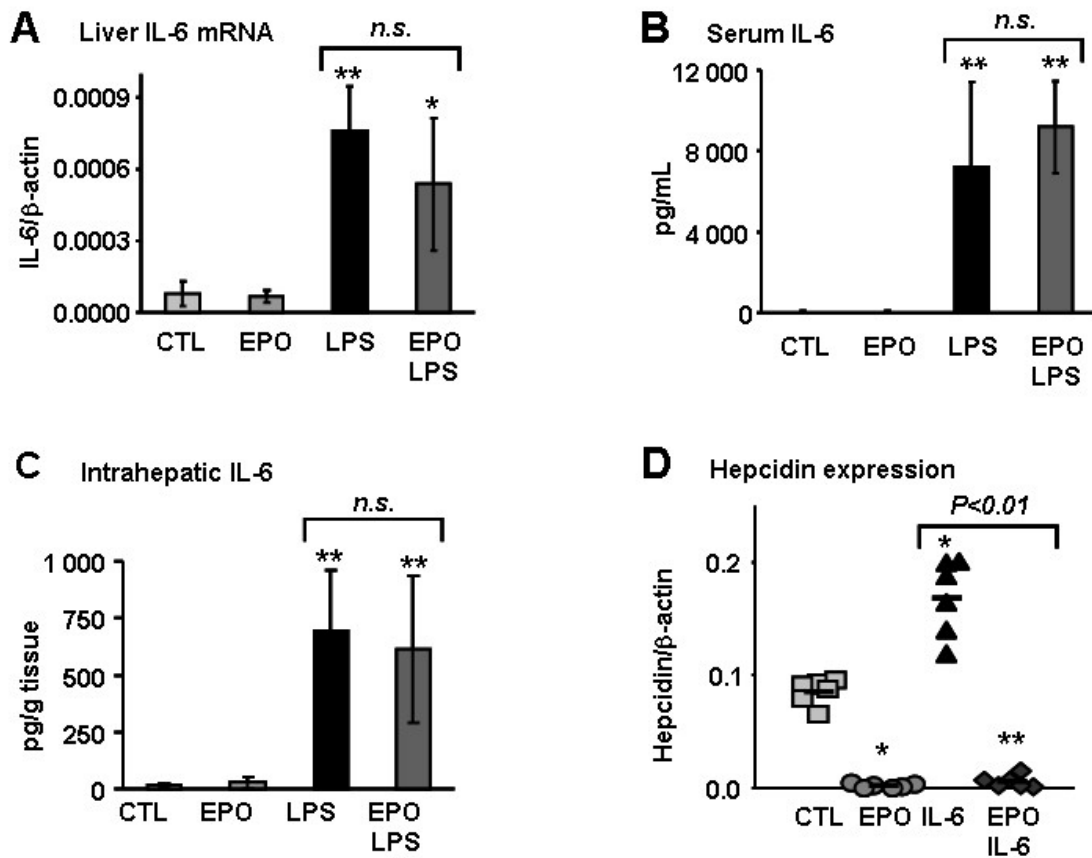 A Liver IL-6 mRNA
n.s.
**
*
0.0009
0.0006
0.0003
0.0000
IL-6/β-actin
CTL EPO LPS EPO
LPS
B Serum IL-6
n.s.
** **
12 000
8 000
4 000
0
pg/mL
CTL EPO LPS EPO
LPS
C Intrahepatic IL-6
n.s.
** **
1 000
750
500
250
0
pg/g tissue
CTL EPO LPS EPO
LPS
D Hepcidin expression
P<0.01
*
0.2
0.1
0.0
* **
Hepcidin/β-actin
CTL EPO IL-6 EPO
IL-6